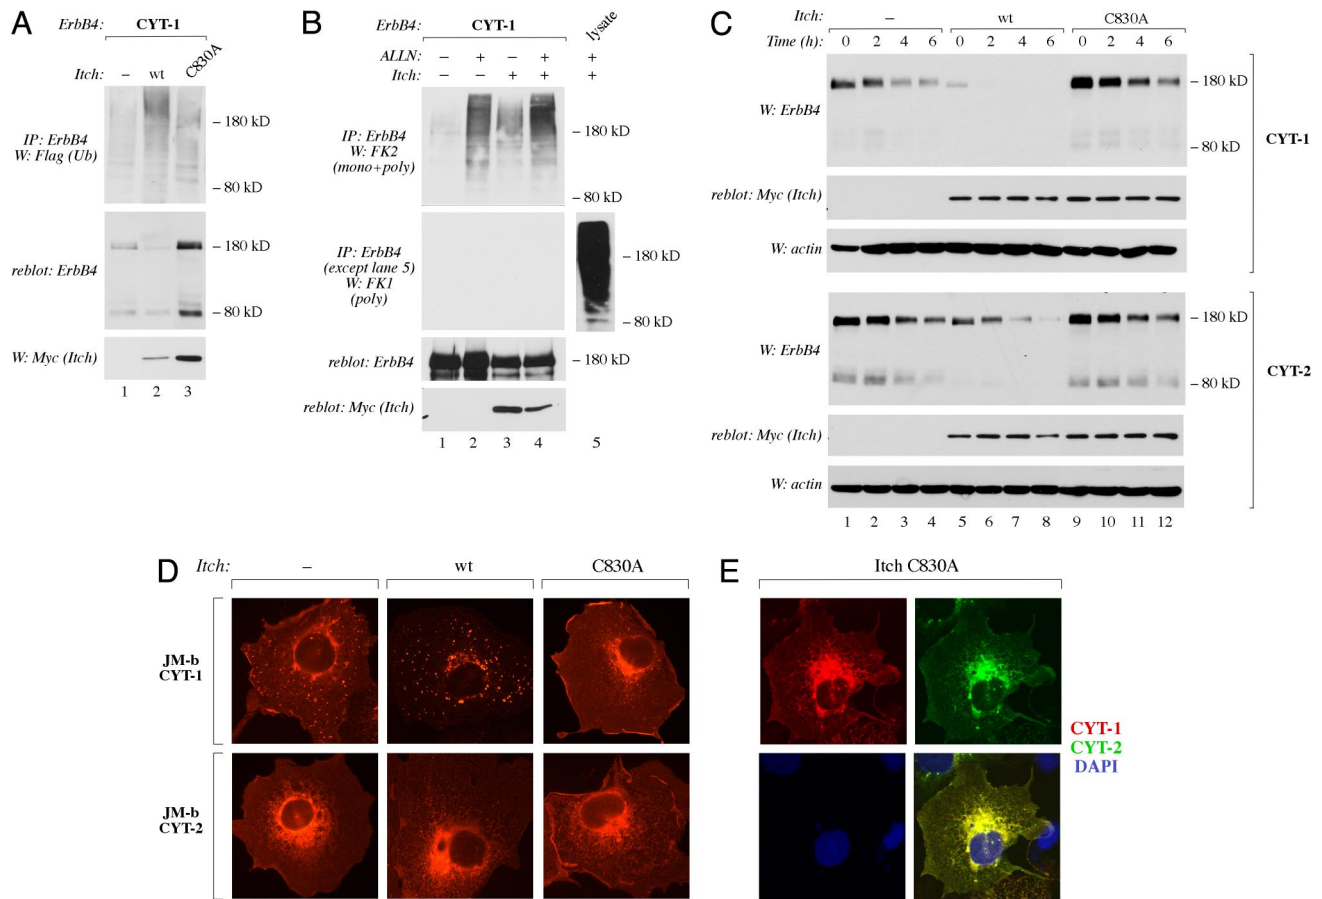 A
ErbB4: CYT-1
Itch: – wt C830A
IP: ErbB4
W: Flag (Ub)
– 180 kD
– 80 kD
reblot: ErbB4
– 180 kD
– 80 kD
W: Myc (Itch)
1 2 3
B
ErbB4: CYT-1 lysate
ALLN: – + – + +
Itch: – – + + +
IP: ErbB4
W: FK2
(mono+poly)
– 180 kD
– 80 kD
IP: ErbB4
(except lane 5)
W: FK1
(poly)
– 180 kD
– 80 kD
reblot: ErbB4
– 180 kD
reblot: Myc (Itch)
1 2 3 4 5
C
Itch: – wt C830A
Time (h): 0 2 4 6 0 2 4 6 0 2 4 6
W: ErbB4
– 180 kD
– 80 kD
CYT-1
reblot: Myc (Itch)
W: actin
W: ErbB4
– 180 kD
– 80 kD
CYT-2
reblot: Myc (Itch)
W: actin
1 2 3 4 5 6 7 8 9 10 11 12
D
Itch: – wt C830A
JM-b
CYT-1
JM-b
CYT-2
E
Itch C830A
CYT-1
CYT-2
DAPI